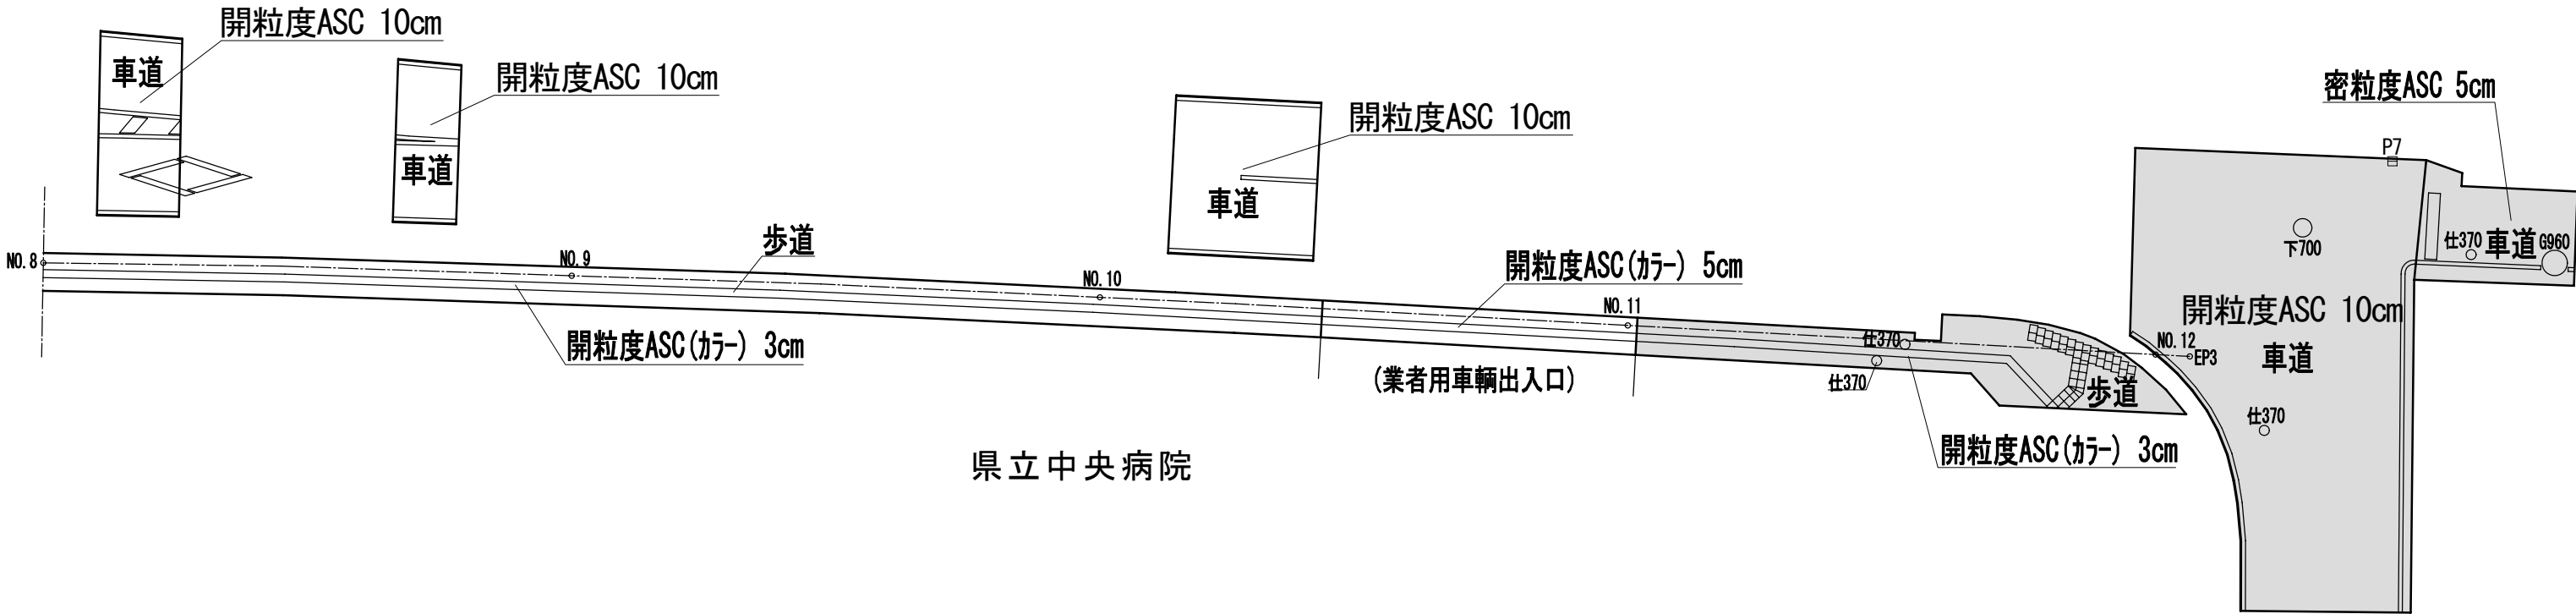 開粒度ASC 10cm
車道
開粒度ASC 10cm
車道
開粒度ASC 10cm
車道
密粒度ASC 5cm
P7
下700
仕370
車道
G960
NO.8
NO.9
歩道
NO.10
開粒度ASC(カラー) 5cm
NO.11
開粒度ASC 10cm
車道
NO.12
EP3
仕370
仕370
開粒度ASC(カラー) 3cm
(業者用車輌出入口)
歩道
仕370
開粒度ASC(カラー) 3cm
県立中央病院